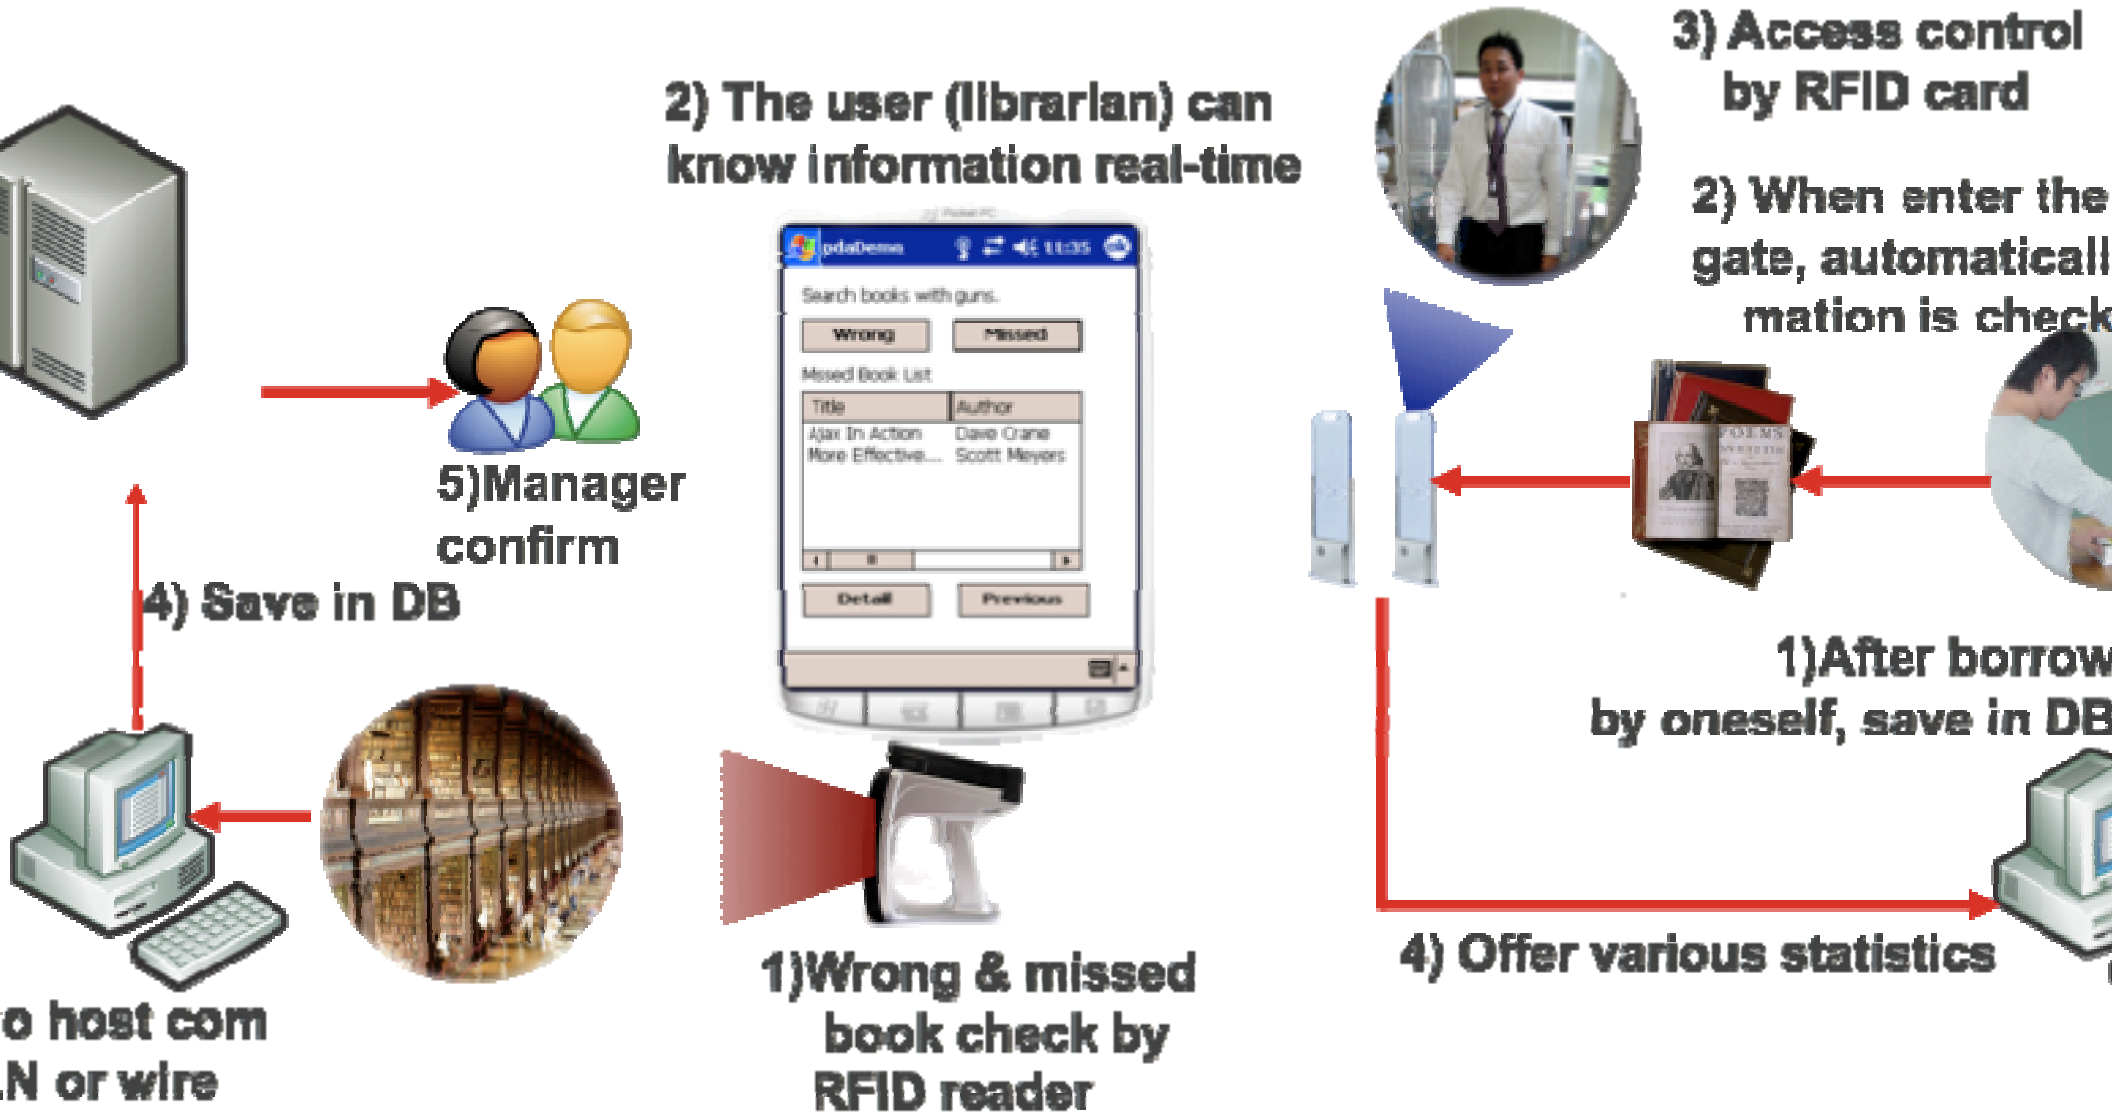 2) The user (librarian) can
know information real-time
Pocket PC
pdaDemo 11:35 ok
Search books with guns.
Wrong Missed
Missed Book List
Title Author
Ajax In Action Dave Crane
More Effective.... Scott Meyers
Detail Previous
1)Wrong & missed
book check by
RFID reader
5)Manager
confirm
4) Save in DB
o host com
N or wire
3) Access control
by RFID card
2) When enter the
gate, automaticall
mation is check
POEMS
1)After borrow
by oneself, save in DB
4) Offer various statistics